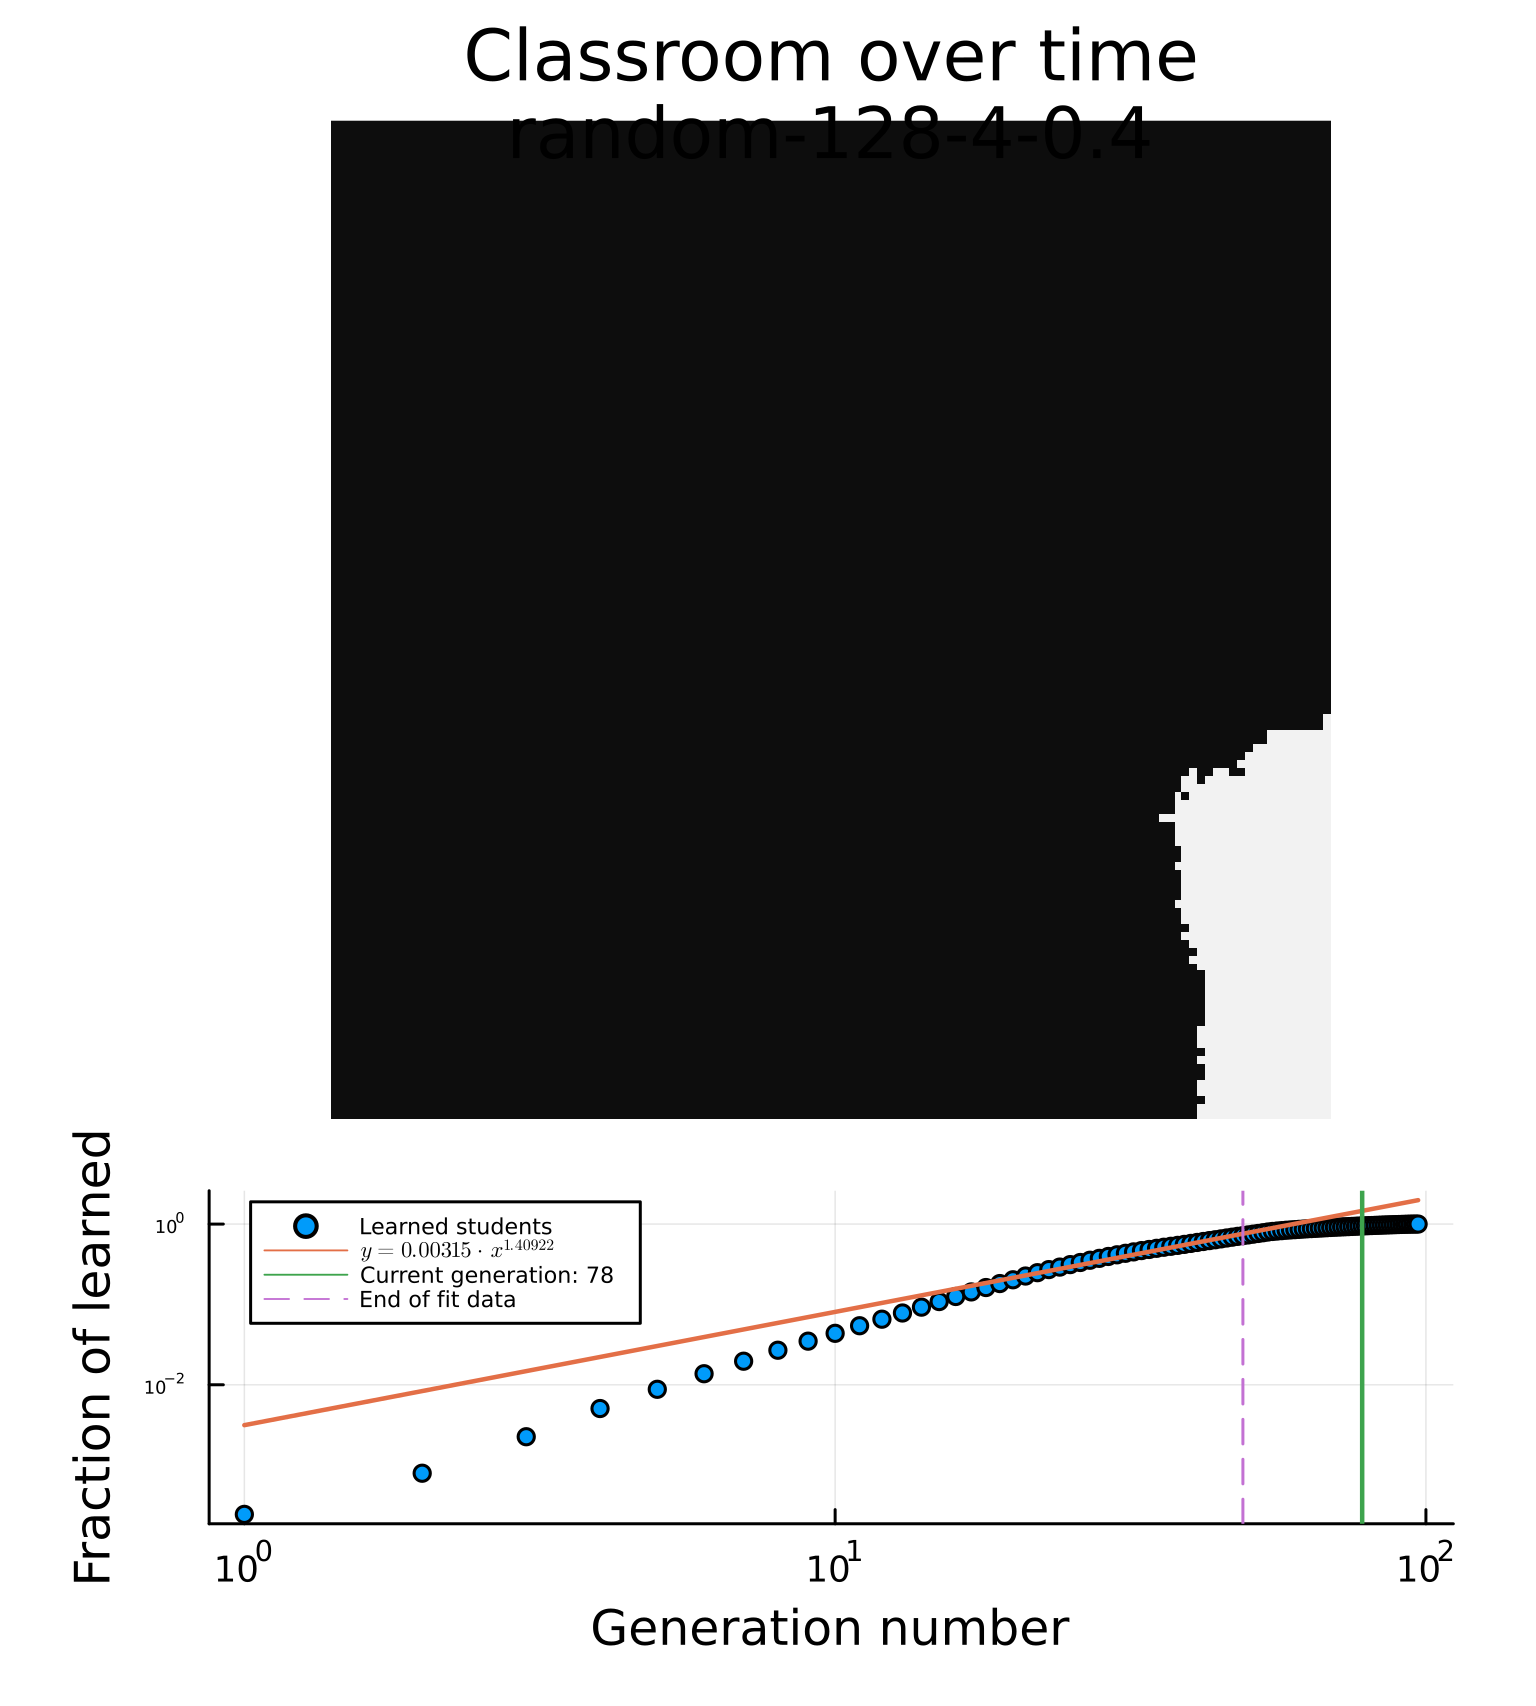 Classroom over time
random-128-4-0.4
Fraction of learned
10^0
10^-2
Learned students
y = 0.00315 · x^1.40922
Current generation: 78
End of fit data
10^0
10^1
10^2
Generation number